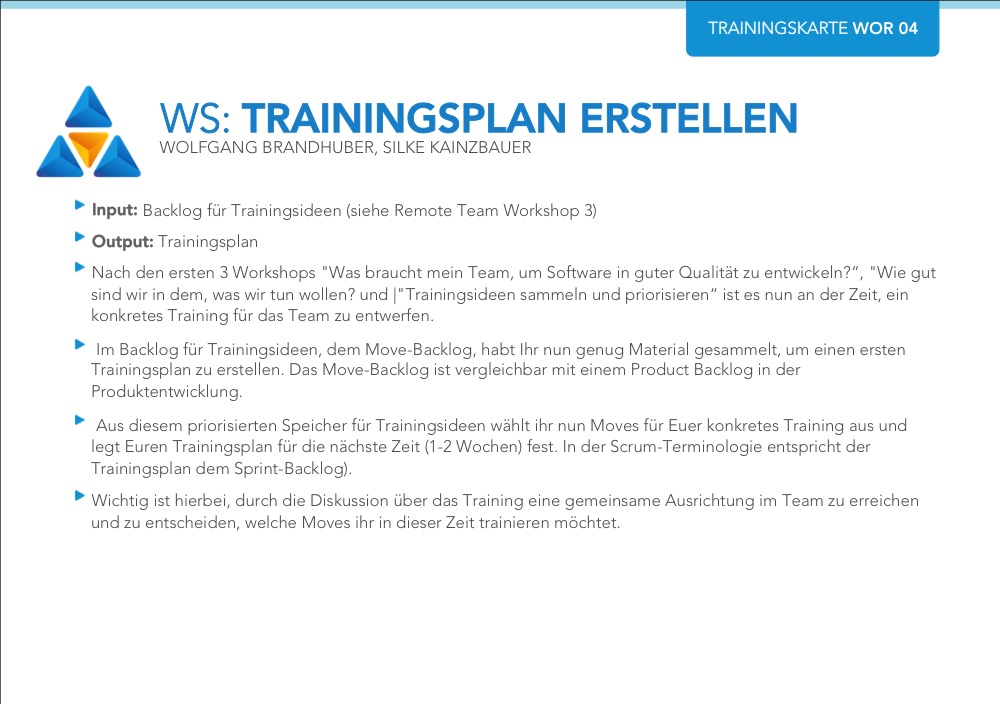 TRAININGSKARTE WOR 04
WS: TRAININGSPLAN ERSTELLEN
WOLFGANG BRANDHUBER, SILKE KAINZBAUER
Input: Backlog für Trainingsideen (siehe Remote Team Workshop 3)
Output: Trainingsplan
Nach den ersten 3 Workshops "Was braucht mein Team, um Software in guter Qualität zu entwickeln?“, "Wie gut
sind wir in dem, was wir tun wollen? und |"Trainingsideen sammeln und priorisieren“ ist es nun an der Zeit, ein
konkretes Training für das Team zu entwerfen.
Im Backlog für Trainingsideen, dem Move-Backlog, habt Ihr nun genug Material gesammelt, um einen ersten
Trainingsplan zu erstellen. Das Move-Backlog ist vergleichbar mit einem Product Backlog in der
Produktentwicklung.
Aus diesem priorisierten Speicher für Trainingsideen wählt ihr nun Moves für Euer konkretes Training aus und
legt Euren Trainingsplan für die nächste Zeit (1-2 Wochen) fest. In der Scrum-Terminologie entspricht der
Trainingsplan dem Sprint-Backlog).
Wichtig ist hierbei, durch die Diskussion über das Training eine gemeinsame Ausrichtung im Team zu erreichen
und zu entscheiden, welche Moves ihr in dieser Zeit trainieren möchtet.